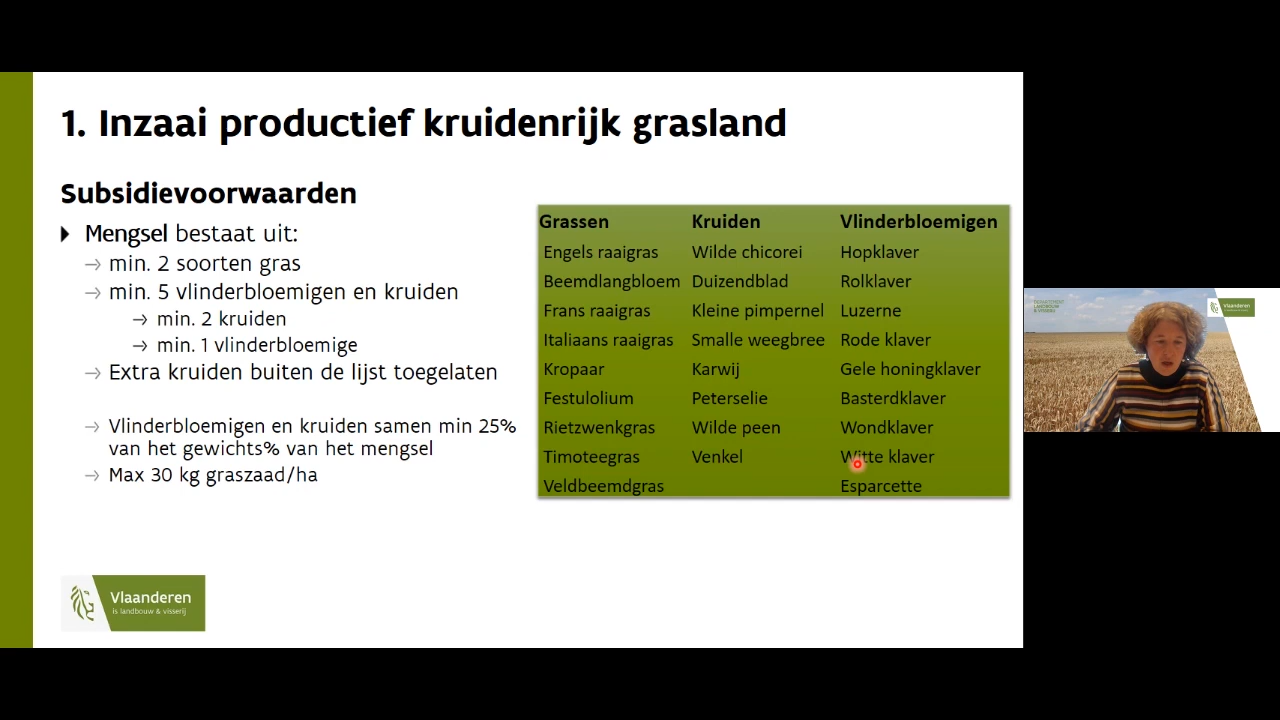 1. Inzaai productief kruidenrijk grasland
Subsidievoorwaarden
Mengsel bestaat uit:
→ min. 2 soorten gras
→ min. 5 vlinderbloemigen en kruiden
→ min. 2 kruiden
→ min. 1 vlinderbloemige
→ Extra kruiden buiten de lijst toegelaten
→ Vlinderbloemigen en kruiden samen min 25%
van het gewichts% van het mengsel
→ Max 30 kg graszaad/ha
Grassen Kruiden Vlinderbloemigen
Engels raaigras Wilde chicorei Hopklaver
Beemdlangbloem Duizendblad Rolklaver
Frans raaigras Kleine pimpernel Luzerne
Italiaans raaigras Smalle weegbree Rode klaver
Kropaar Karwij Gele honingklaver
Festulolium Peterselie Basterdklaver
Rietzwenkgras Wilde peen Wondklaver
Timoteegras Venkel Witte klaver
Veldbeemdgras Esparcette
Vlaanderen
is landbouw & visserij
DEPARTEMENT
LANDBOUW
& VISSERIJ
Vlaanderen